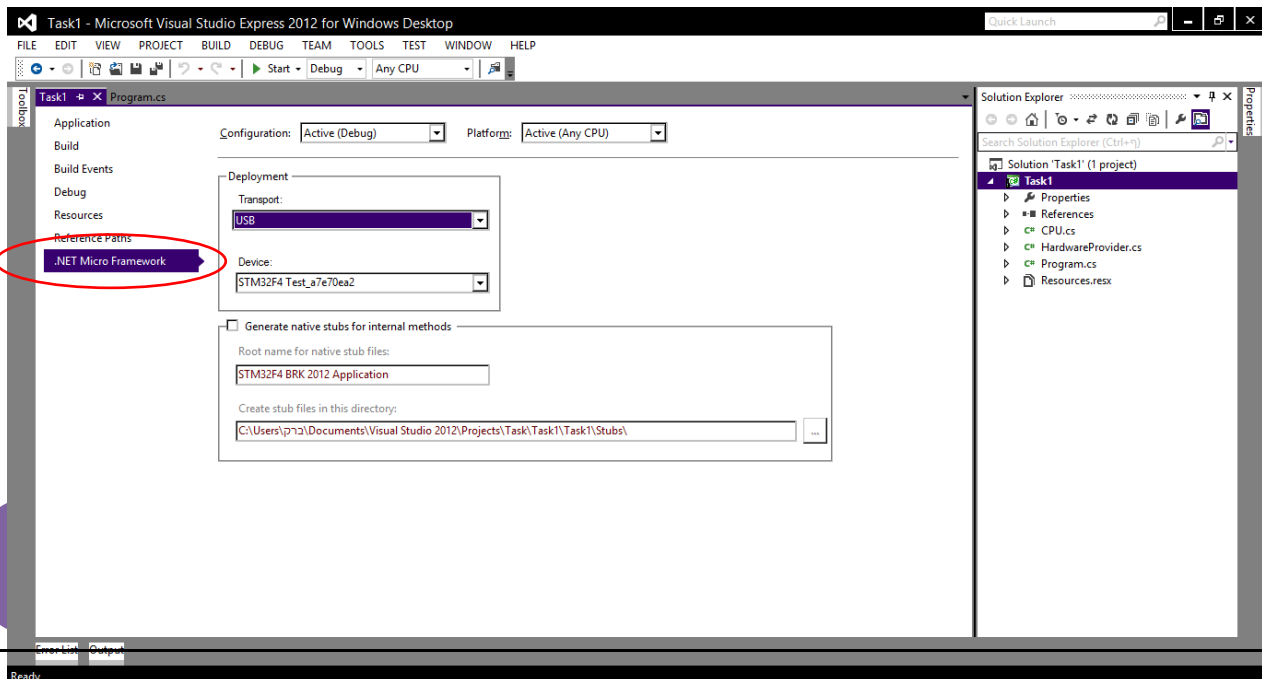 Task1 - Microsoft Visual Studio Express 2012 for Windows Desktop
Quick Launch
FILE EDIT VIEW PROJECT BUILD DEBUG TEAM TOOLS TEST WINDOW HELP
Start Debug Any CPU
Toolbox
Task1 Program.cs
Application
Build
Build Events
Debug
Resources
Reference Paths
.NET Micro Framework
Configuration: Active (Debug) Platform: Active (Any CPU)
Deployment
Transport:
USB
Device:
STM32F4 Test_a7e70ea2
Generate native stubs for internal methods
Root name for native stub files:
STM32F4 BRK 2012 Application
Create stub files in this directory:
C:\Users\ברק\Documents\Visual Studio 2012\Projects\Task\Task1\Task1\Stubs\
...
Solution Explorer
Search Solution Explorer (Ctrl+ח)
Solution 'Task1' (1 project)
Task1
Properties
References
C# CPU.cs
C# HardwareProvider.cs
C# Program.cs
Resources.resx
Properties
Error List Output
Ready